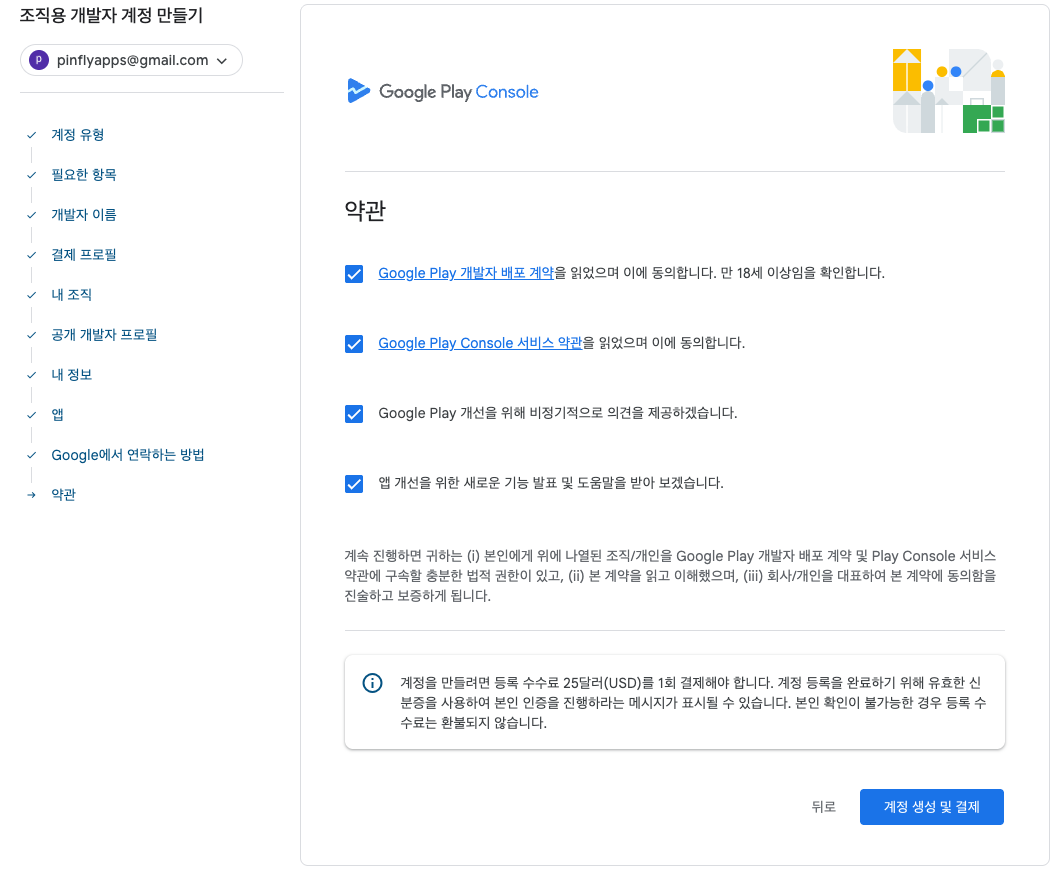 조직용 개발자 계정 만들기
p
pinflyapps@gmail.com
계정 유형
필요한 항목
개발자 이름
결제 프로필
내 조직
공개 개발자 프로필
내 정보
앱
Google에서 연락하는 방법
약관
Google Play Console
약관
Google Play 개발자 배포 계약을 읽었으며 이에 동의합니다. 만 18세 이상임을 확인합니다.
Google Play Console 서비스 약관을 읽었으며 이에 동의합니다.
Google Play 개선을 위해 비정기적으로 의견을 제공하겠습니다.
앱 개선을 위한 새로운 기능 발표 및 도움말을 받아 보겠습니다.
계속 진행하면 귀하는 (i) 본인에게 위에 나열된 조직/개인을 Google Play 개발자 배포 계약 및 Play Console 서비스
약관에 구속할 충분한 법적 권한이 있고, (ii) 본 계약을 읽고 이해했으며, (iii) 회사/개인을 대표하여 본 계약에 동의함을
진술하고 보증하게 됩니다.
계정을 만들려면 등록 수수료 25달러(USD)를 1회 결제해야 합니다. 계정 등록을 완료하기 위해 유효한 신
분증을 사용하여 본인 인증을 진행하라는 메시지가 표시될 수 있습니다. 본인 확인이 불가능한 경우 등록 수
수료는 환불되지 않습니다.
뒤로
계정 생성 및 결제